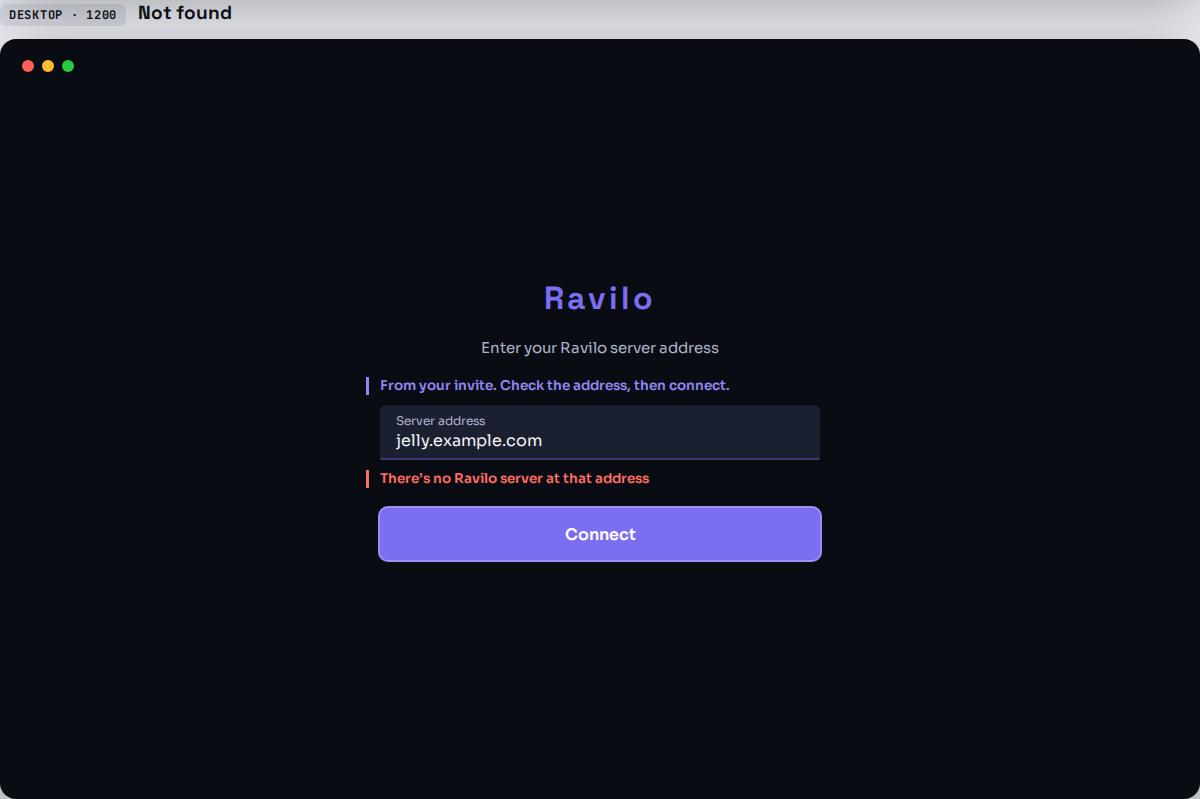 DESKTOP · 1200 Not found
Ravilo
Enter your Ravilo server address
From your invite. Check the address, then connect.
Server address
jelly.example.com
There’s no Ravilo server at that address
Connect